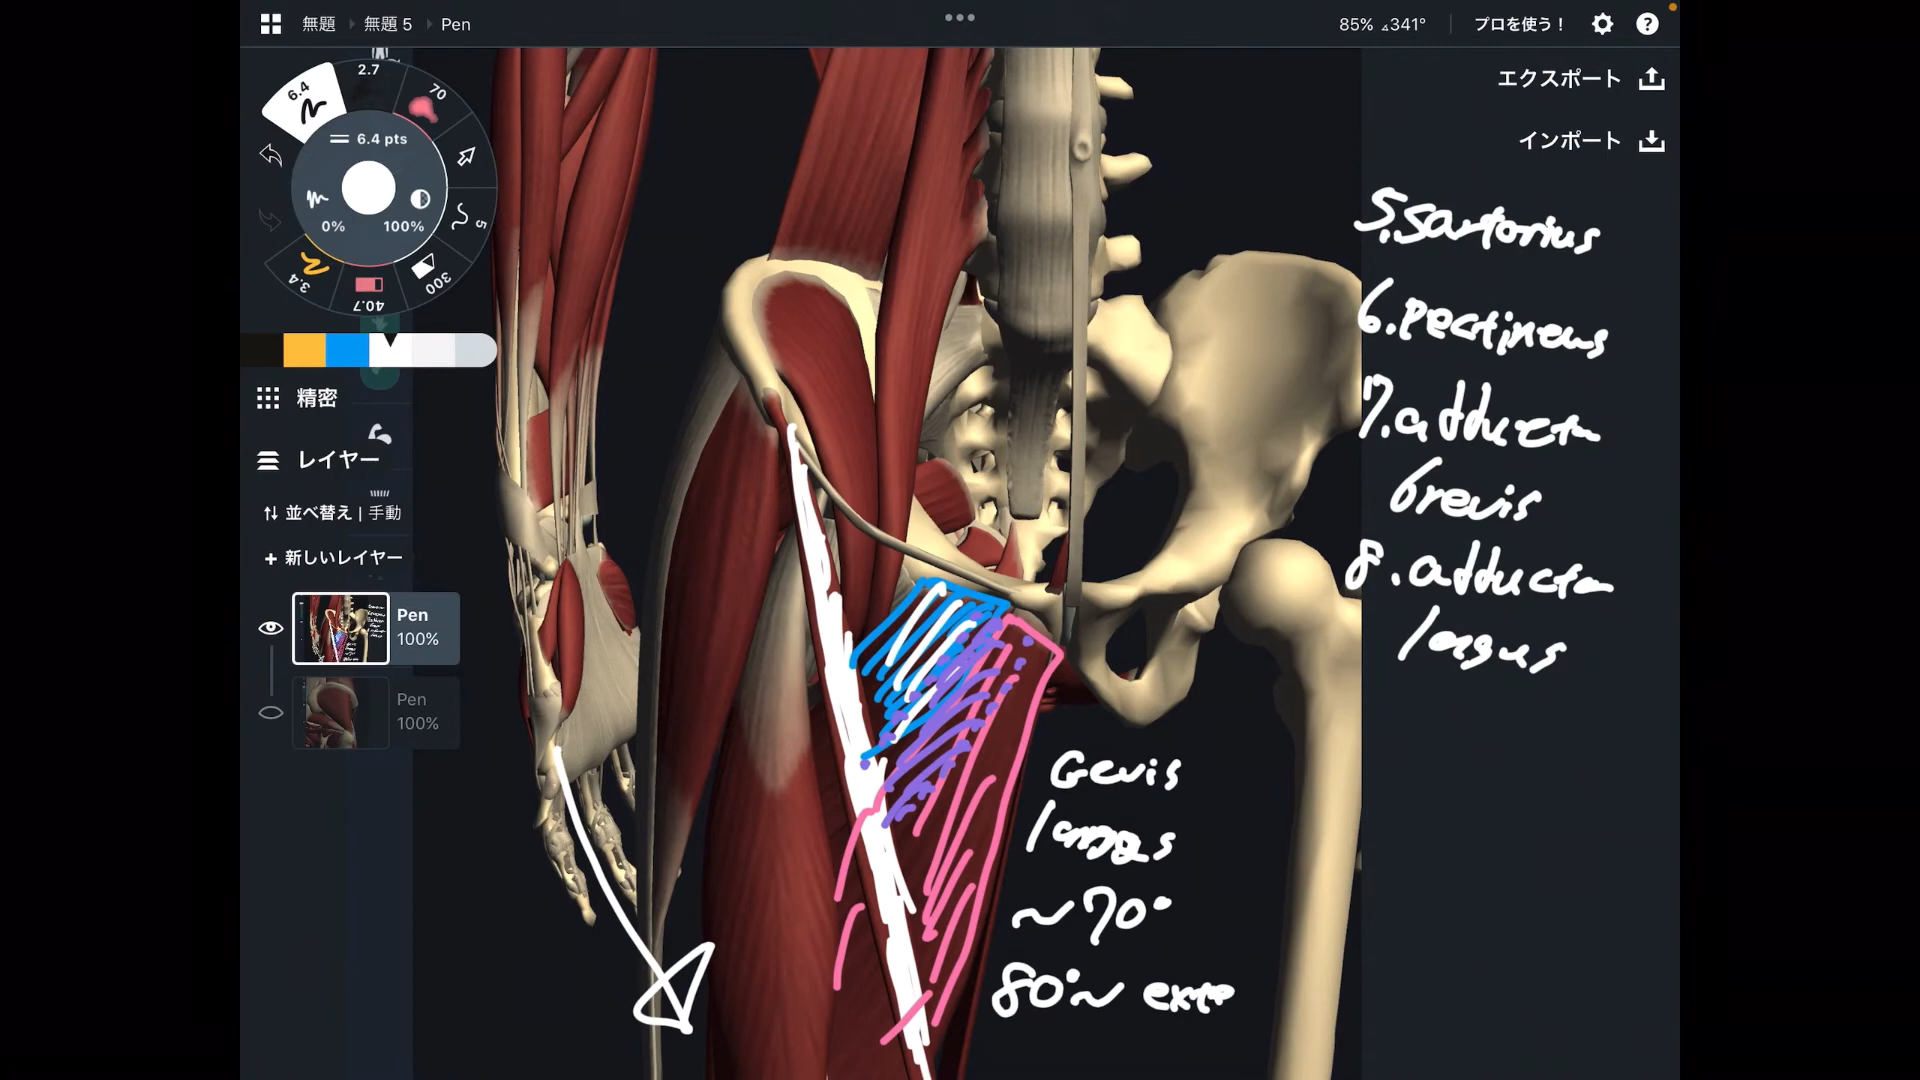 無題 › 無題 5 › Pen
85% ∡341°
プロを使う！
エクスポート
インポート
2.7
6.4
70
6.4 pts
0%
100%
5
300
40.7
3.4
精密
レイヤー
並べ替え | 手動
+ 新しいレイヤー
Pen
100%
Pen
100%
5. Sartorius
6. pectineus
7. adductor
brevis
8. adductor
longus
brevis
longus
~70°
80°~ exte